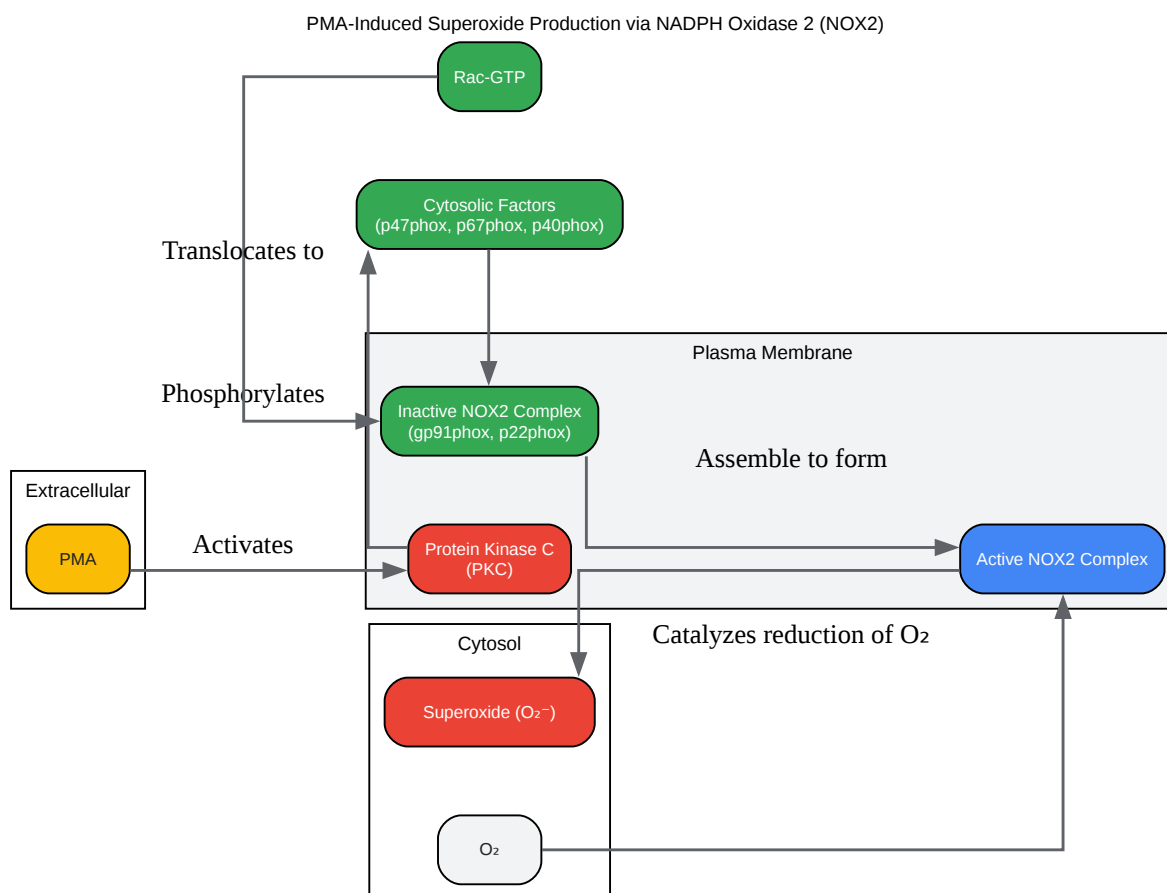 PMA-Induced Superoxide Production via NADPH Oxidase 2 (NOX2)
Rac-GTP
Cytosolic Factors
(p47phox, p67phox, p40phox)
Translocates to
Plasma Membrane
Phosphorylates
Inactive NOX2 Complex
(gp91phox, p22phox)
Assemble to form
Extracellular
PMA
Activates
Protein Kinase C
(PKC)
Active NOX2 Complex
Catalyzes reduction of O₂
Cytosol
Superoxide (O₂⁻)
O₂